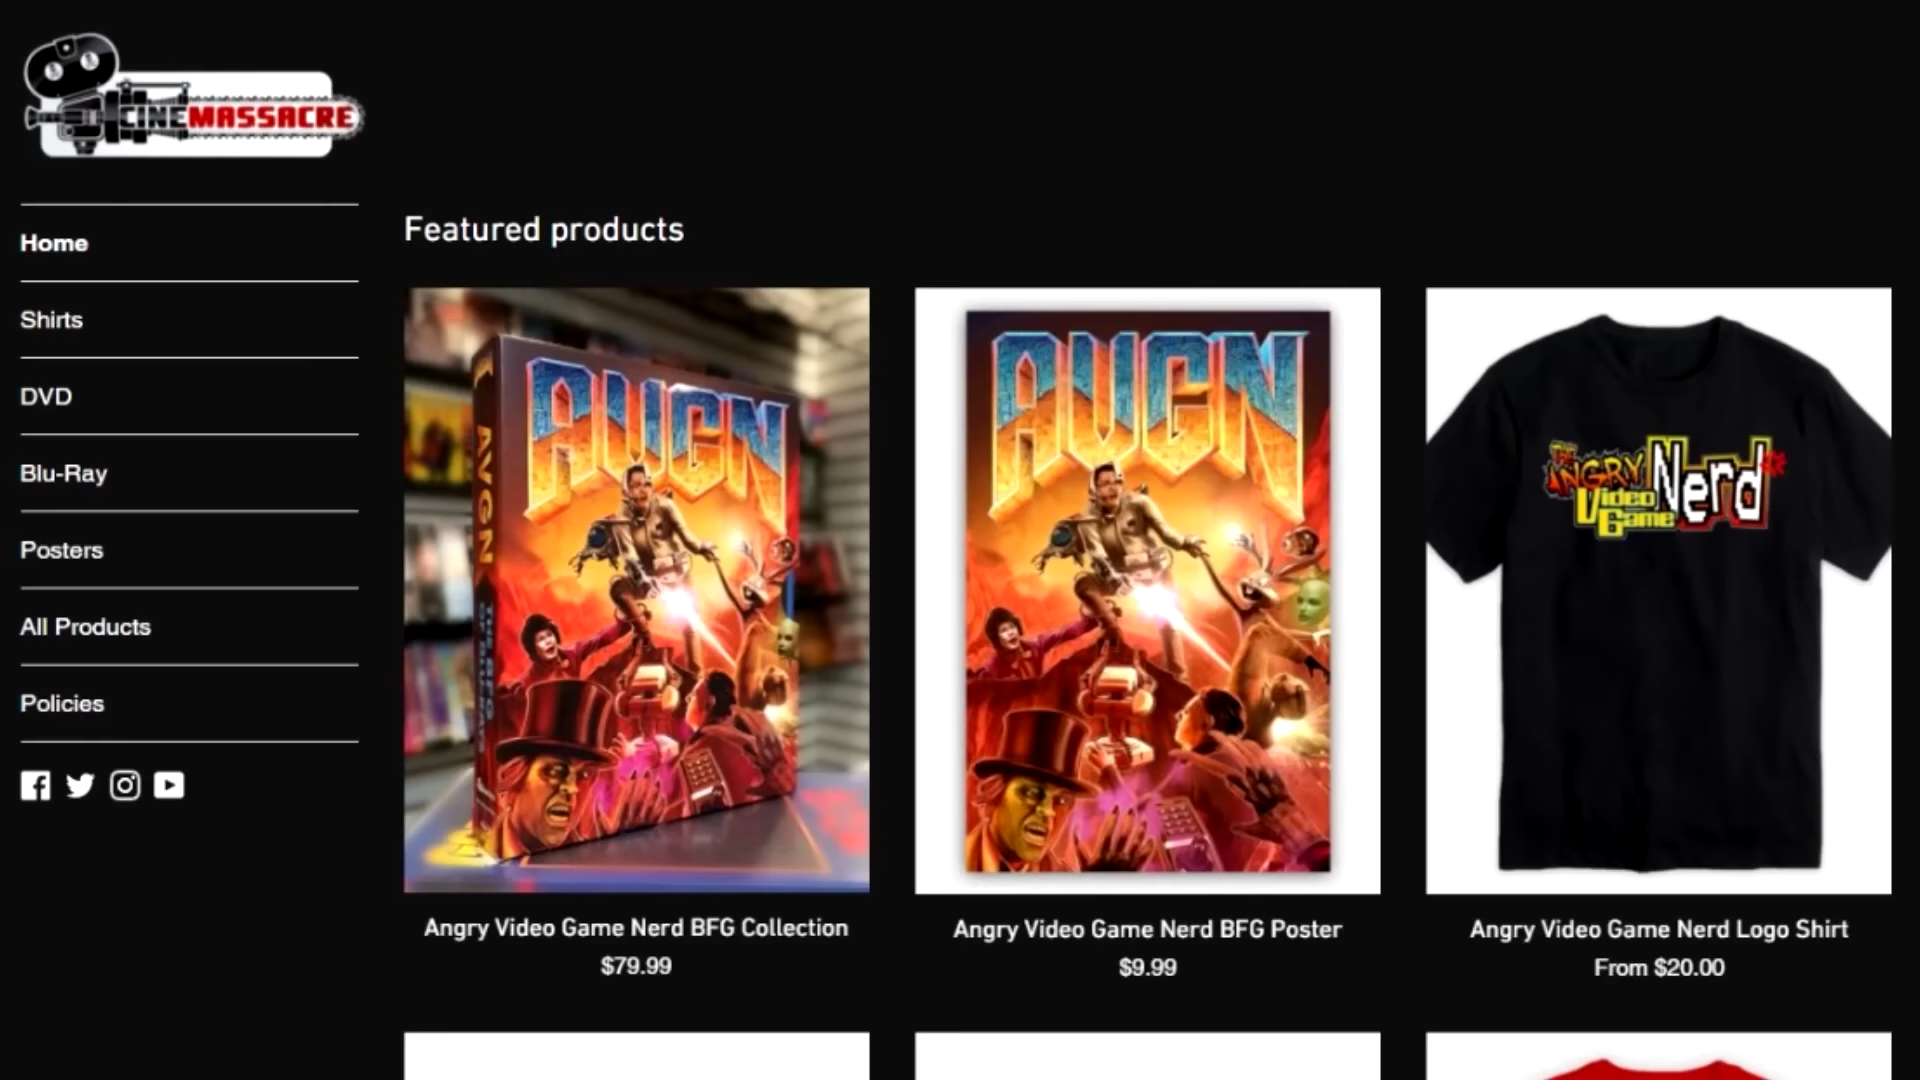 CINEMASSACRE
Home
Shirts
DVD
Blu-Ray
Posters
All Products
Policies
Featured products
AVGN
AVGN
AVGN
THE
ANGRY
Video
Game
Nerd
Angry Video Game Nerd BFG Collection
$79.99
Angry Video Game Nerd BFG Poster
$9.99
Angry Video Game Nerd Logo Shirt
From $20.00